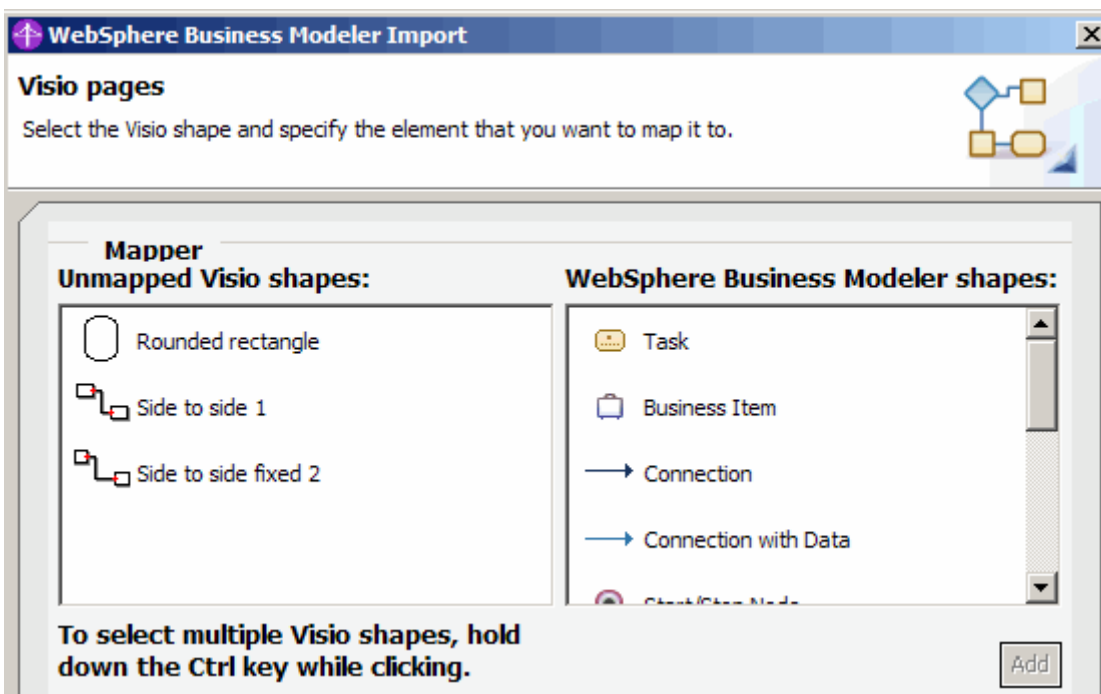 WebSphere Business Modeler Import
Visio pages
Select the Visio shape and specify the element that you want to map it to.
Mapper
Unmapped Visio shapes:
WebSphere Business Modeler shapes:
Rounded rectangle
Side to side 1
Side to side fixed 2
Task
Business Item
Connection
Connection with Data
Start/Stop Node
To select multiple Visio shapes, hold
down the Ctrl key while clicking.
Add